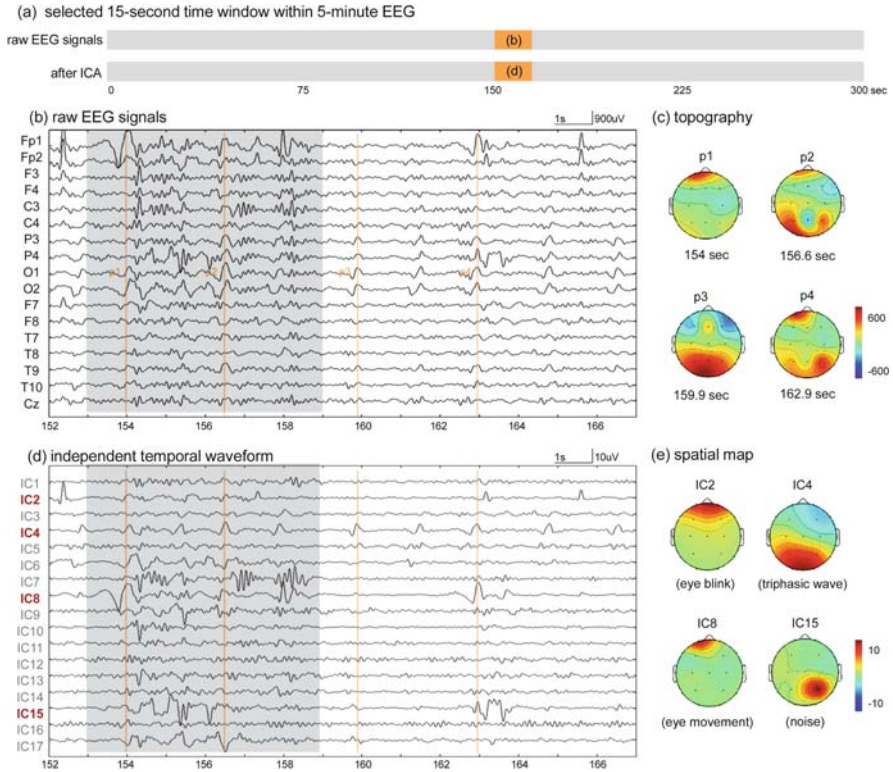 (a) selected 15-second time window within 5-minute EEG
raw EEG signals
(b)
after ICA
(d)
0 75 150 225 300 sec
(b) raw EEG signals
1s 900uV
Fp1
Fp2
F3
F4
C3
C4
P3
P4
O1
O2
F7
F8
T7
T8
T9
T10
Cz
p1 p2 p3 p4
152 154 156 158 160 162 164 166
(c) topography
p1 p2
154 sec 156.6 sec
p3 p4
159.9 sec 162.9 sec
600
-600
(d) independent temporal waveform
1s 10uV
IC1
IC2
IC3
IC4
IC5
IC6
IC7
IC8
IC9
IC10
IC11
IC12
IC13
IC14
IC15
IC16
IC17
152 154 156 158 160 162 164 166
(e) spatial map
IC2 IC4
(eye blink) (triphasic wave)
IC8 IC15
(eye movement) (noise)
10
-10